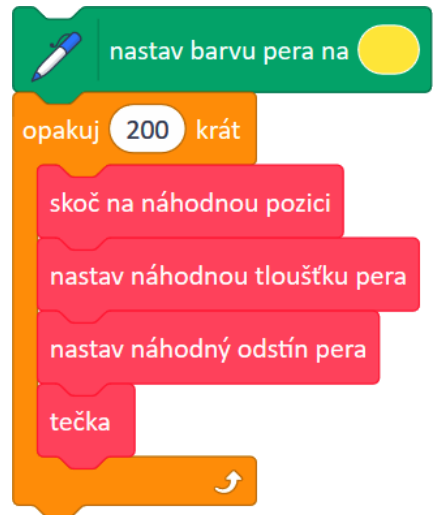 nastav barvu pera na
opakuj 200 krát
skoč na náhodnou pozici
nastav náhodnou tloušťku pera
nastav náhodný odstín pera
tečka